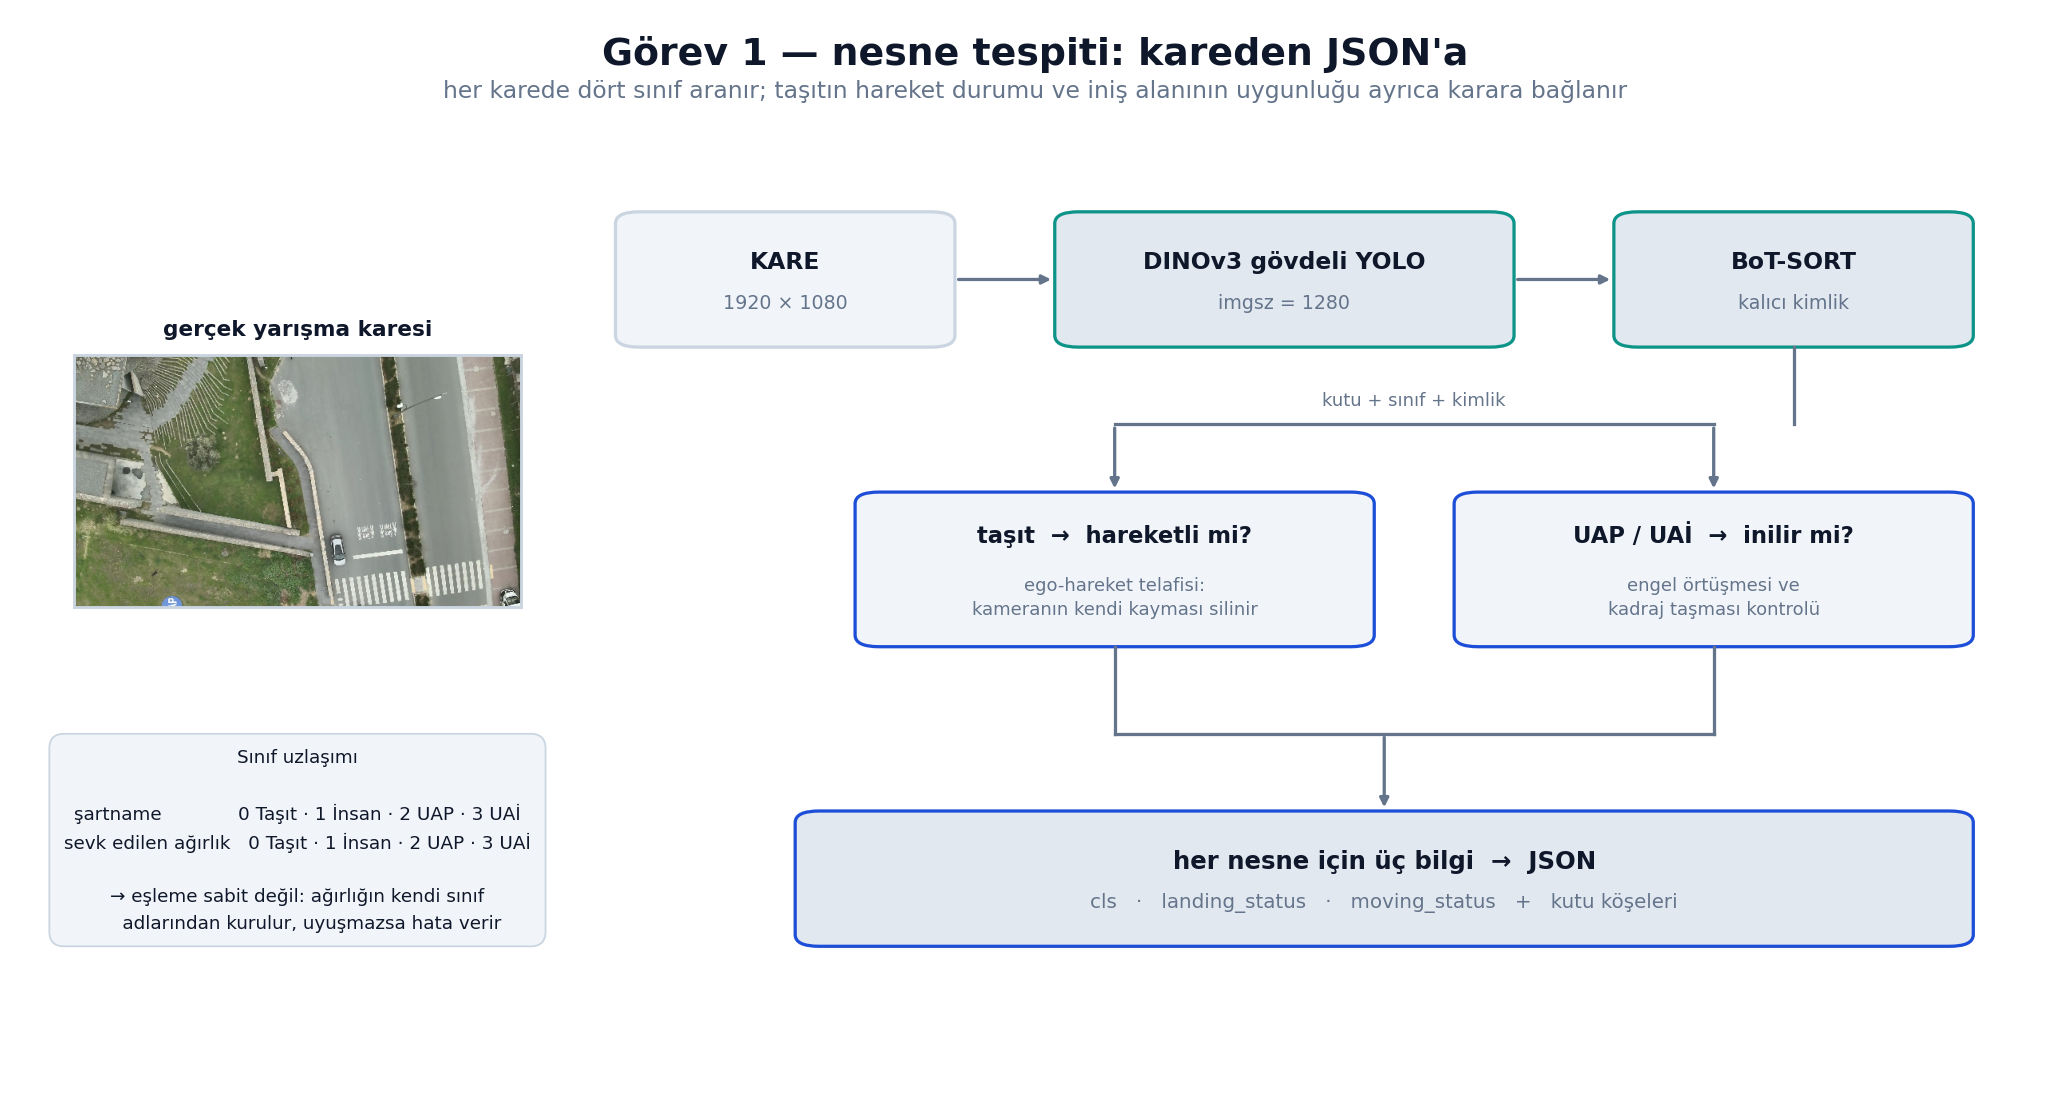 Görev 1 — nesne tespiti: kareden JSON'a
her karede dört sınıf aranır; taşıtın hareket durumu ve iniş alanının uygunluğu ayrıca karara bağlanır
KARE
1920 × 1080
DINOv3 gövdeli YOLO
imgsz = 1280
BoT-SORT
kalıcı kimlik
gerçek yarışma karesi
kutu + sınıf + kimlik
taşıt → hareketli mi?
ego-hareket telafisi:
kameranın kendi kayması silinir
UAP / UAİ → inilir mi?
engel örtüşmesi ve
kadraj taşması kontrolü
Sınıf uzlaşımı
şartname 0 Taşıt · 1 İnsan · 2 UAP · 3 UAİ
sevk edilen ağırlık 0 Taşıt · 1 İnsan · 2 UAP · 3 UAİ
→ eşleme sabit değil: ağırlığın kendi sınıf
adlarından kurulur, uyuşmazsa hata verir
her nesne için üç bilgi → JSON
cls · landing_status · moving_status + kutu köşeleri